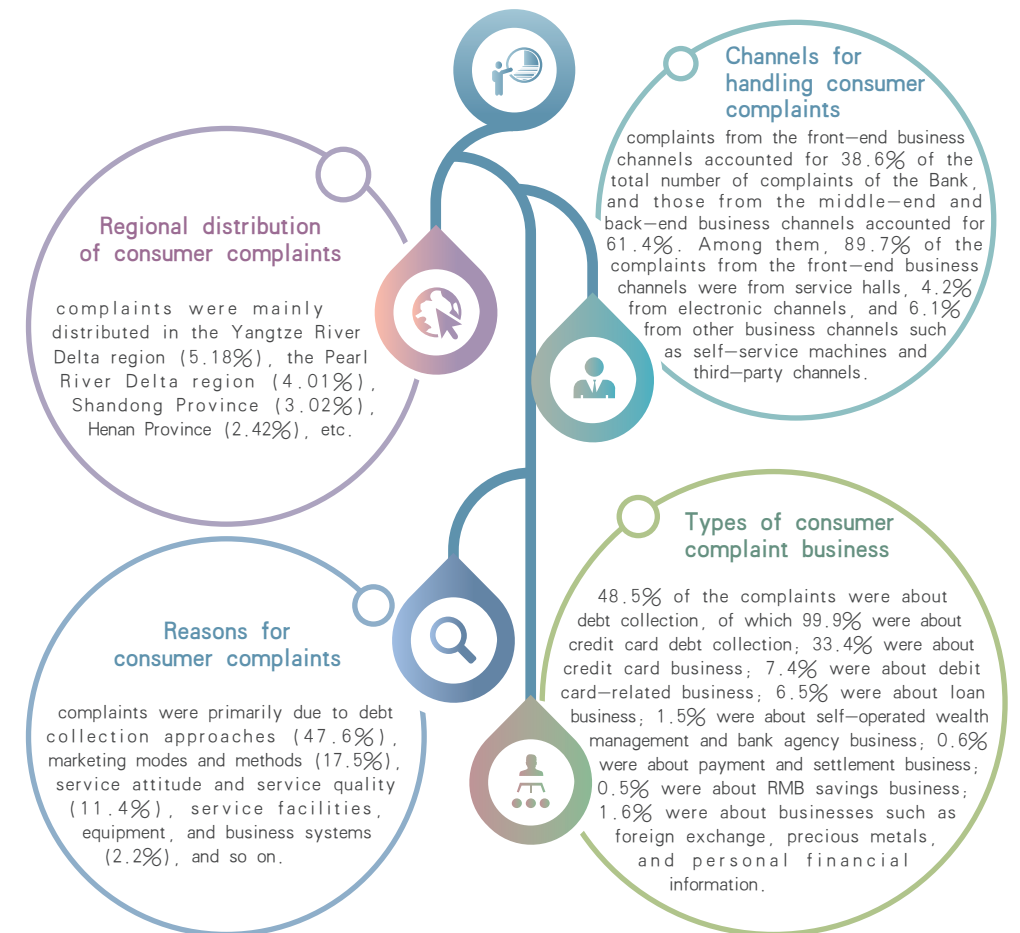 Channels for
handling consumer
complaints
complaints from the front—end business
channels accounted for 38.6% of the
total number of complaints of the Bank,
and those from the middle—end and
back—end business channels accounted for
61.4%. Among them, 89.7% of the
complaints from the front—end business
channels were from service halls, 4.2%
from electronic channels, and 6.1%
from other business channels such
as self—service machines and
third—party channels.
Regional distribution
of consumer complaints
complaints were mainly
distributed in the Yangtze River
Delta region (5.18%), the Pearl
River Delta region (4.01%),
Shandong Province (3.02%),
Henan Province (2.42%), etc.
Types of consumer
complaint business
48.5% of the complaints were about
debt collection, of which 99.9% were about
credit card debt collection; 33.4% were about
credit card business; 7.4% were about debit
card—related business; 6.5% were about loan
business; 1.5% were about self—operated wealth
management and bank agency business; 0.6%
were about payment and settlement business;
0.5% were about RMB savings business;
1.6% were about businesses such as
foreign exchange, precious metals,
and personal financial
information.
Reasons for
consumer complaints
complaints were primarily due to debt
collection approaches (47.6%),
marketing modes and methods (17.5%),
service attitude and service quality
(11.4%), service facilities,
equipment, and business systems
(2.2%), and so on.